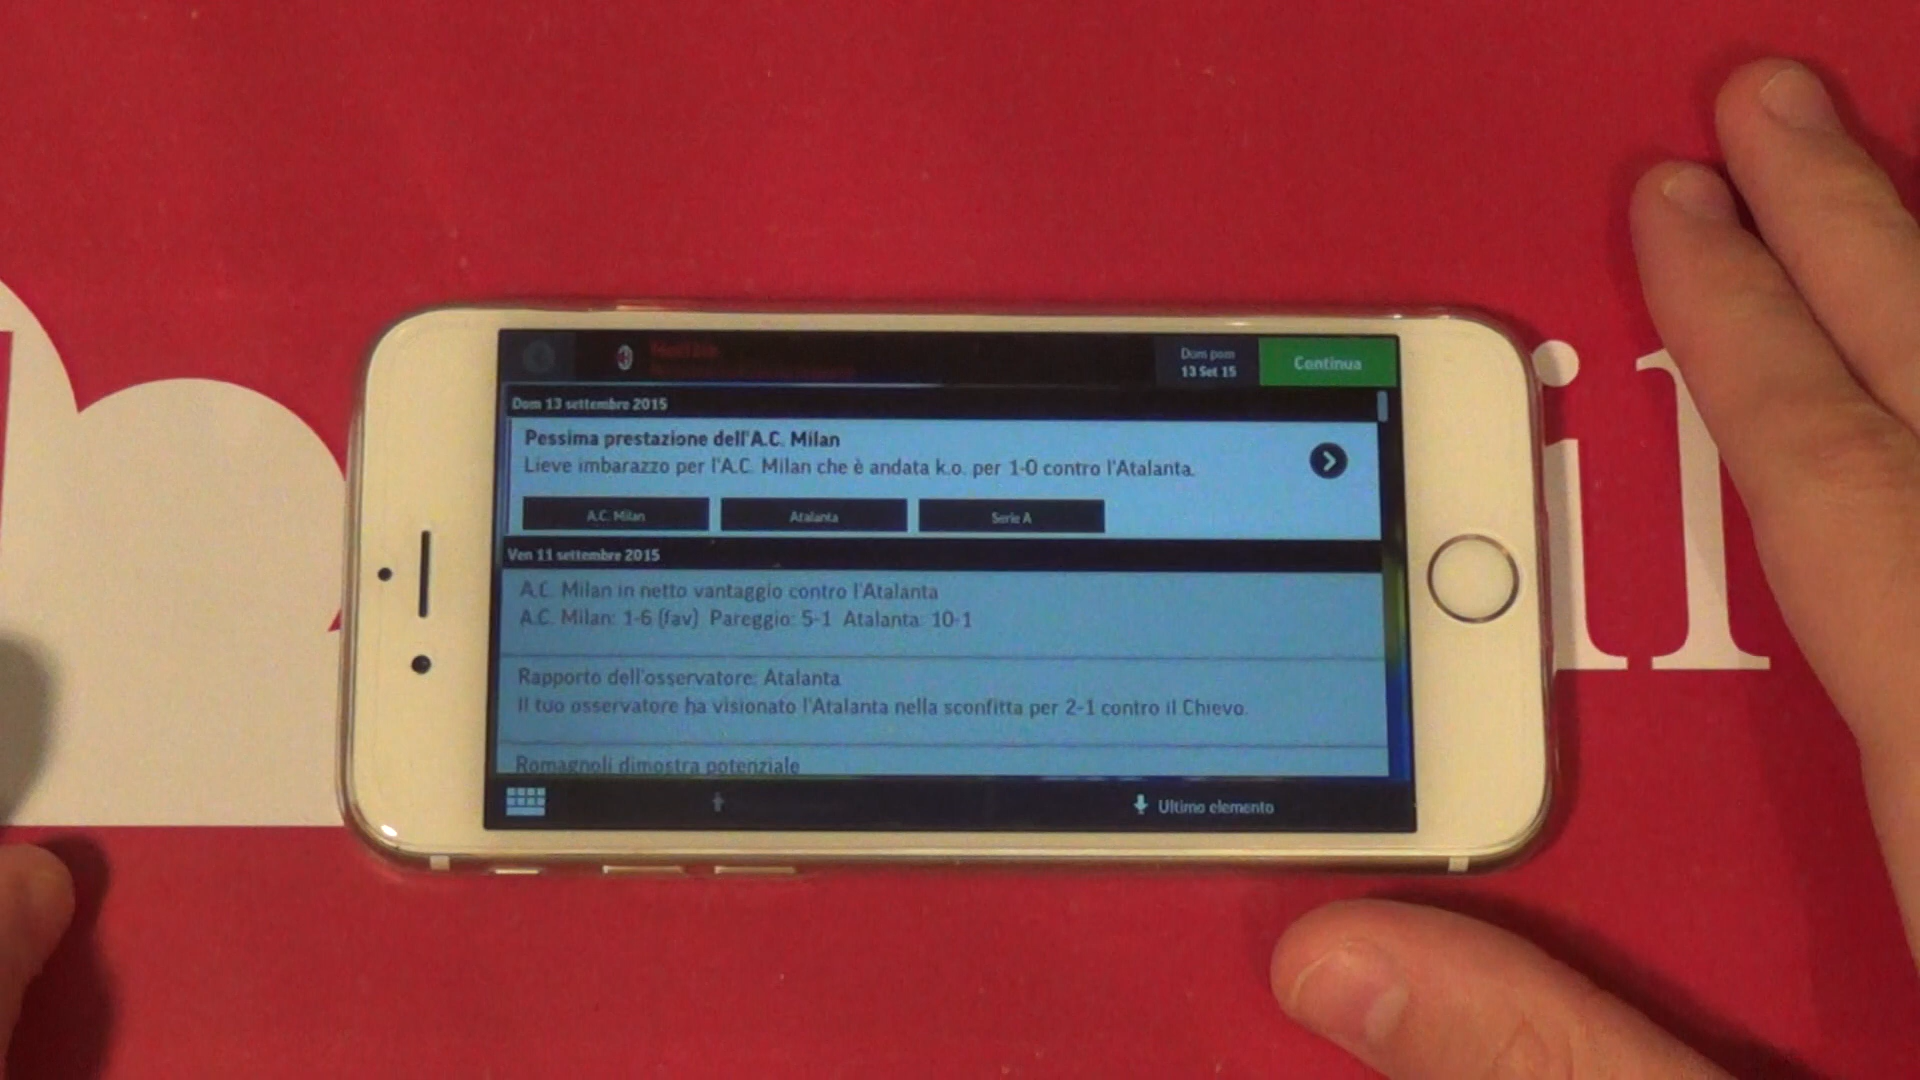 Notizie
Dom pom
13 Set 15
Continua
Dom 13 settembre 2015
Pessima prestazione dell'A.C. Milan
Lieve imbarazzo per l'A.C. Milan che è andata k.o. per 1-0 contro l'Atalanta.
A.C. Milan
Atalanta
Serie A
Ven 11 settembre 2015
A.C. Milan in netto vantaggio contro l'Atalanta
A.C. Milan: 1-6 (fav) Pareggio: 5-1 Atalanta: 10-1
Rapporto dell'osservatore: Atalanta
Il tuo osservatore ha visionato l'Atalanta nella sconfitta per 2-1 contro il Chievo.
Romagnoli dimostra potenziale
Ultimo elemento
il